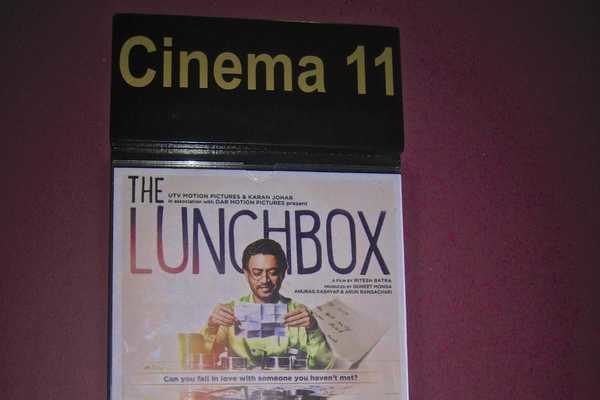 Cinema 11
THE
UTV MOTION PICTURES & KARAN JOHAR
in association with DAR MOTION PICTURES present
LUNCHBOX
A FILM BY RITESH BATRA
PRODUCED BY GUNEET MONGA
ANURAG KASHYAP & ARUN RANGACHARI
Can you fall in love with someone you haven't met?